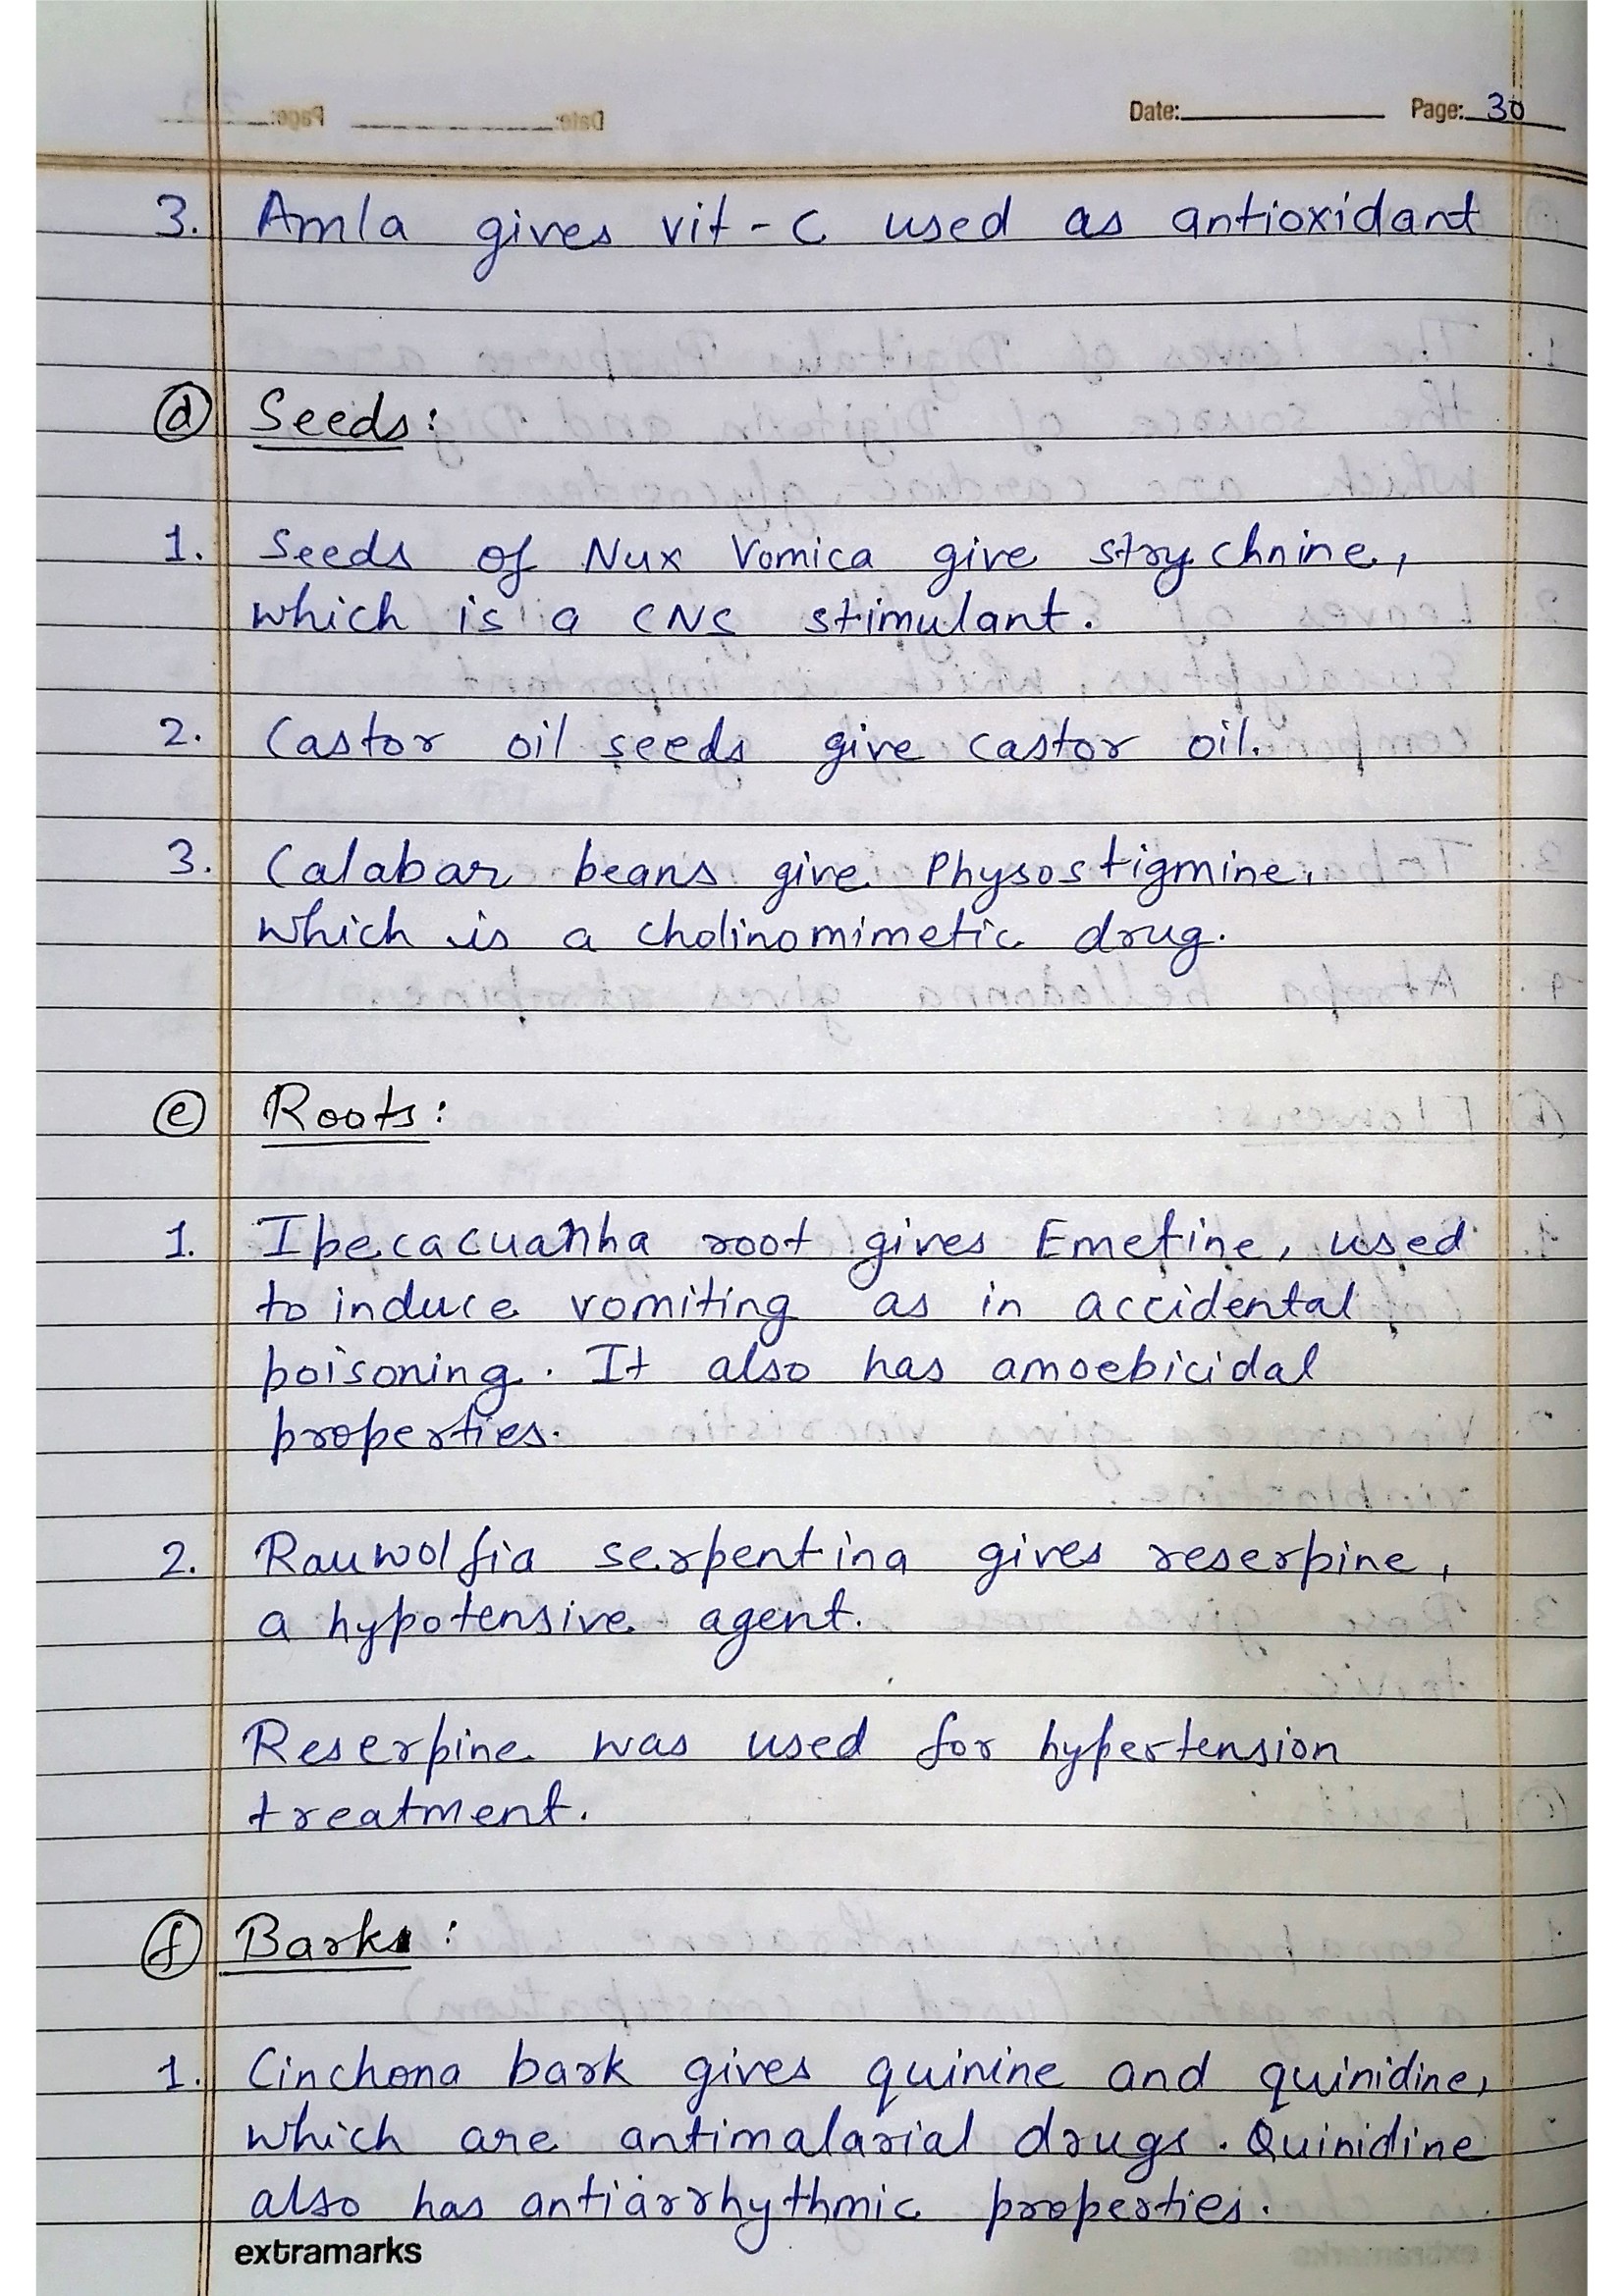 Date: Page: 30
3. Amla gives vit-C used as antioxidant
(d) Seeds:
1. Seeds of Nux Vomica give strychnine,
which is a CNS stimulant.
2. Castor oil seeds give castor oil.
3. Calabar beans give Physostigmine,
which is a cholinomimetic drug.
(e) Roots:
1. Ipecacuanha root gives Emetine, used
to induce vomiting as in accidental
poisoning. It also has amoebicidal
properties.
2. Rauwolfia serpentina gives reserpine,
a hypotensive agent.
Reserpine was used for hypertension
treatment.
(f) Barks:
1. Cinchona bark gives quinine and quinidine,
which are antimalarial drugs. Quinidine
also has antiarrhythmic properties.
extramarks